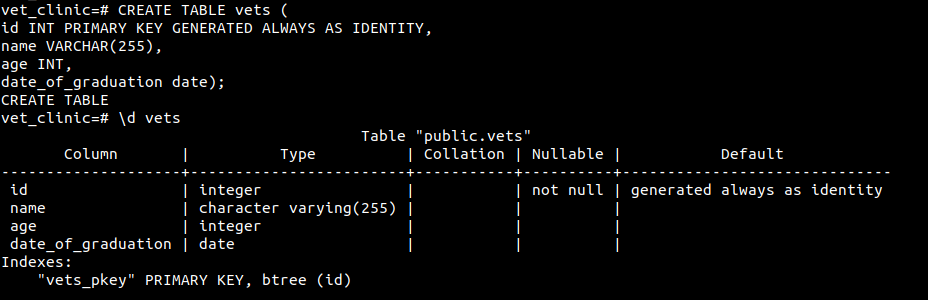 vet_clinic=# CREATE TABLE vets (
id INT PRIMARY KEY GENERATED ALWAYS AS IDENTITY,
name VARCHAR(255),
age INT,
date_of_graduation date);
CREATE TABLE
vet_clinic=# \d vets
                                        Table "public.vets"
       Column       |          Type          | Collation | Nullable |           Default            
--------------------+------------------------+-----------+----------+------------------------------
 id                 | integer                |           | not null | generated always as identity
 name               | character varying(255) |           |          | 
 age                | integer                |           |          | 
 date_of_graduation | date                   |           |          | 
Indexes:
    "vets_pkey" PRIMARY KEY, btree (id)